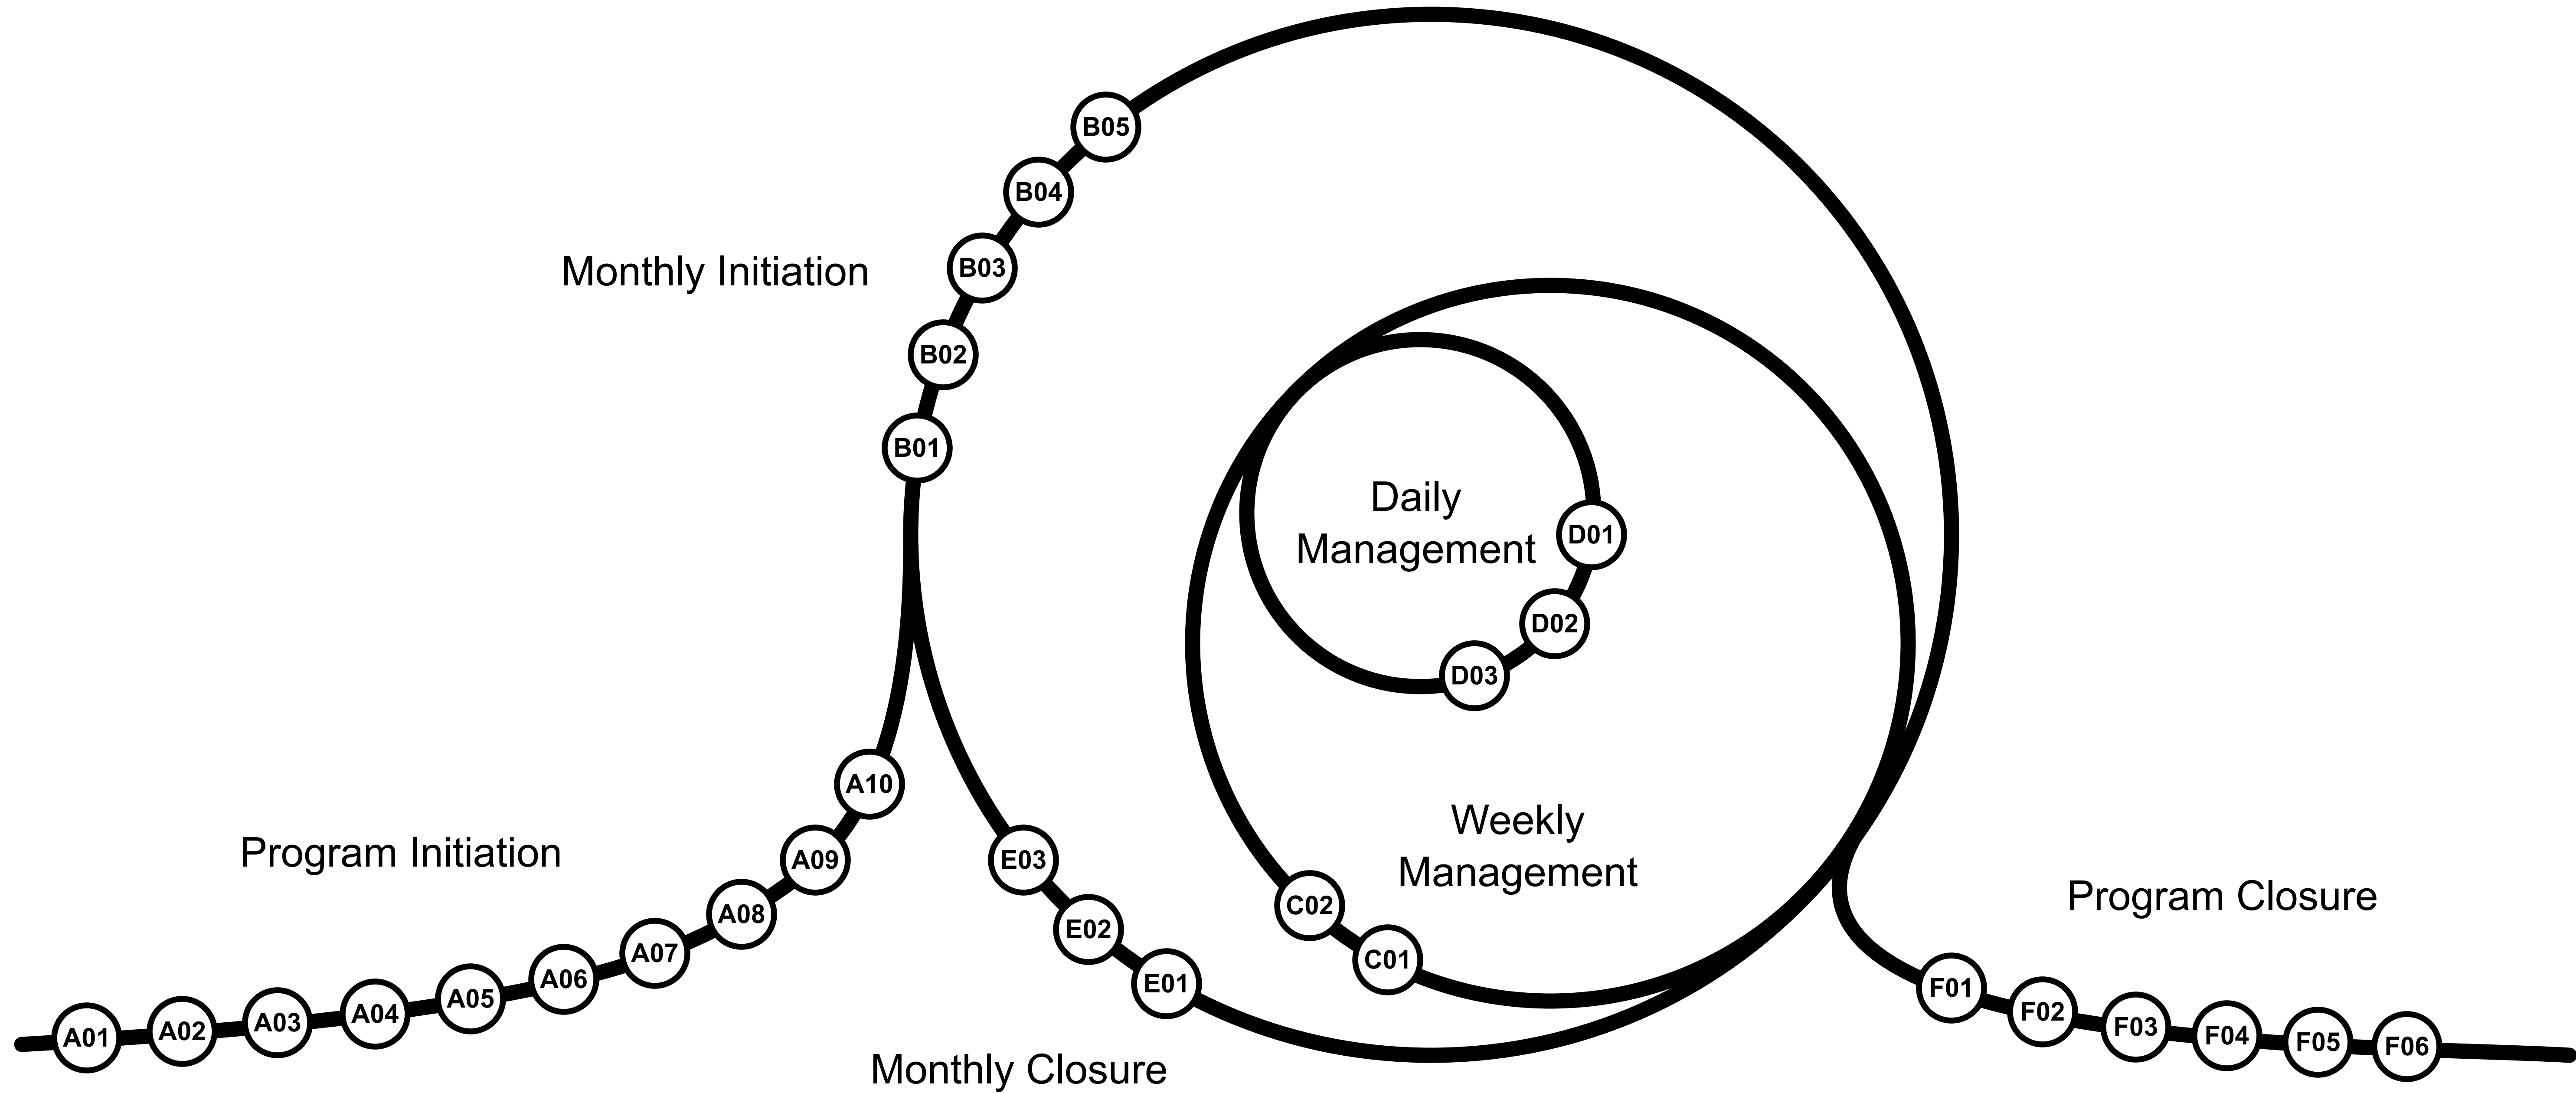 Monthly Initiation
B05
B04
B03
B02
B01
Daily
Management
D01
D02
D03
Weekly
Management
C02
C01
Program Initiation
A01
A02
A03
A04
A05
A06
A07
A08
A09
A10
E03
E02
E01
Monthly Closure
Program Closure
F01
F02
F03
F04
F05
F06